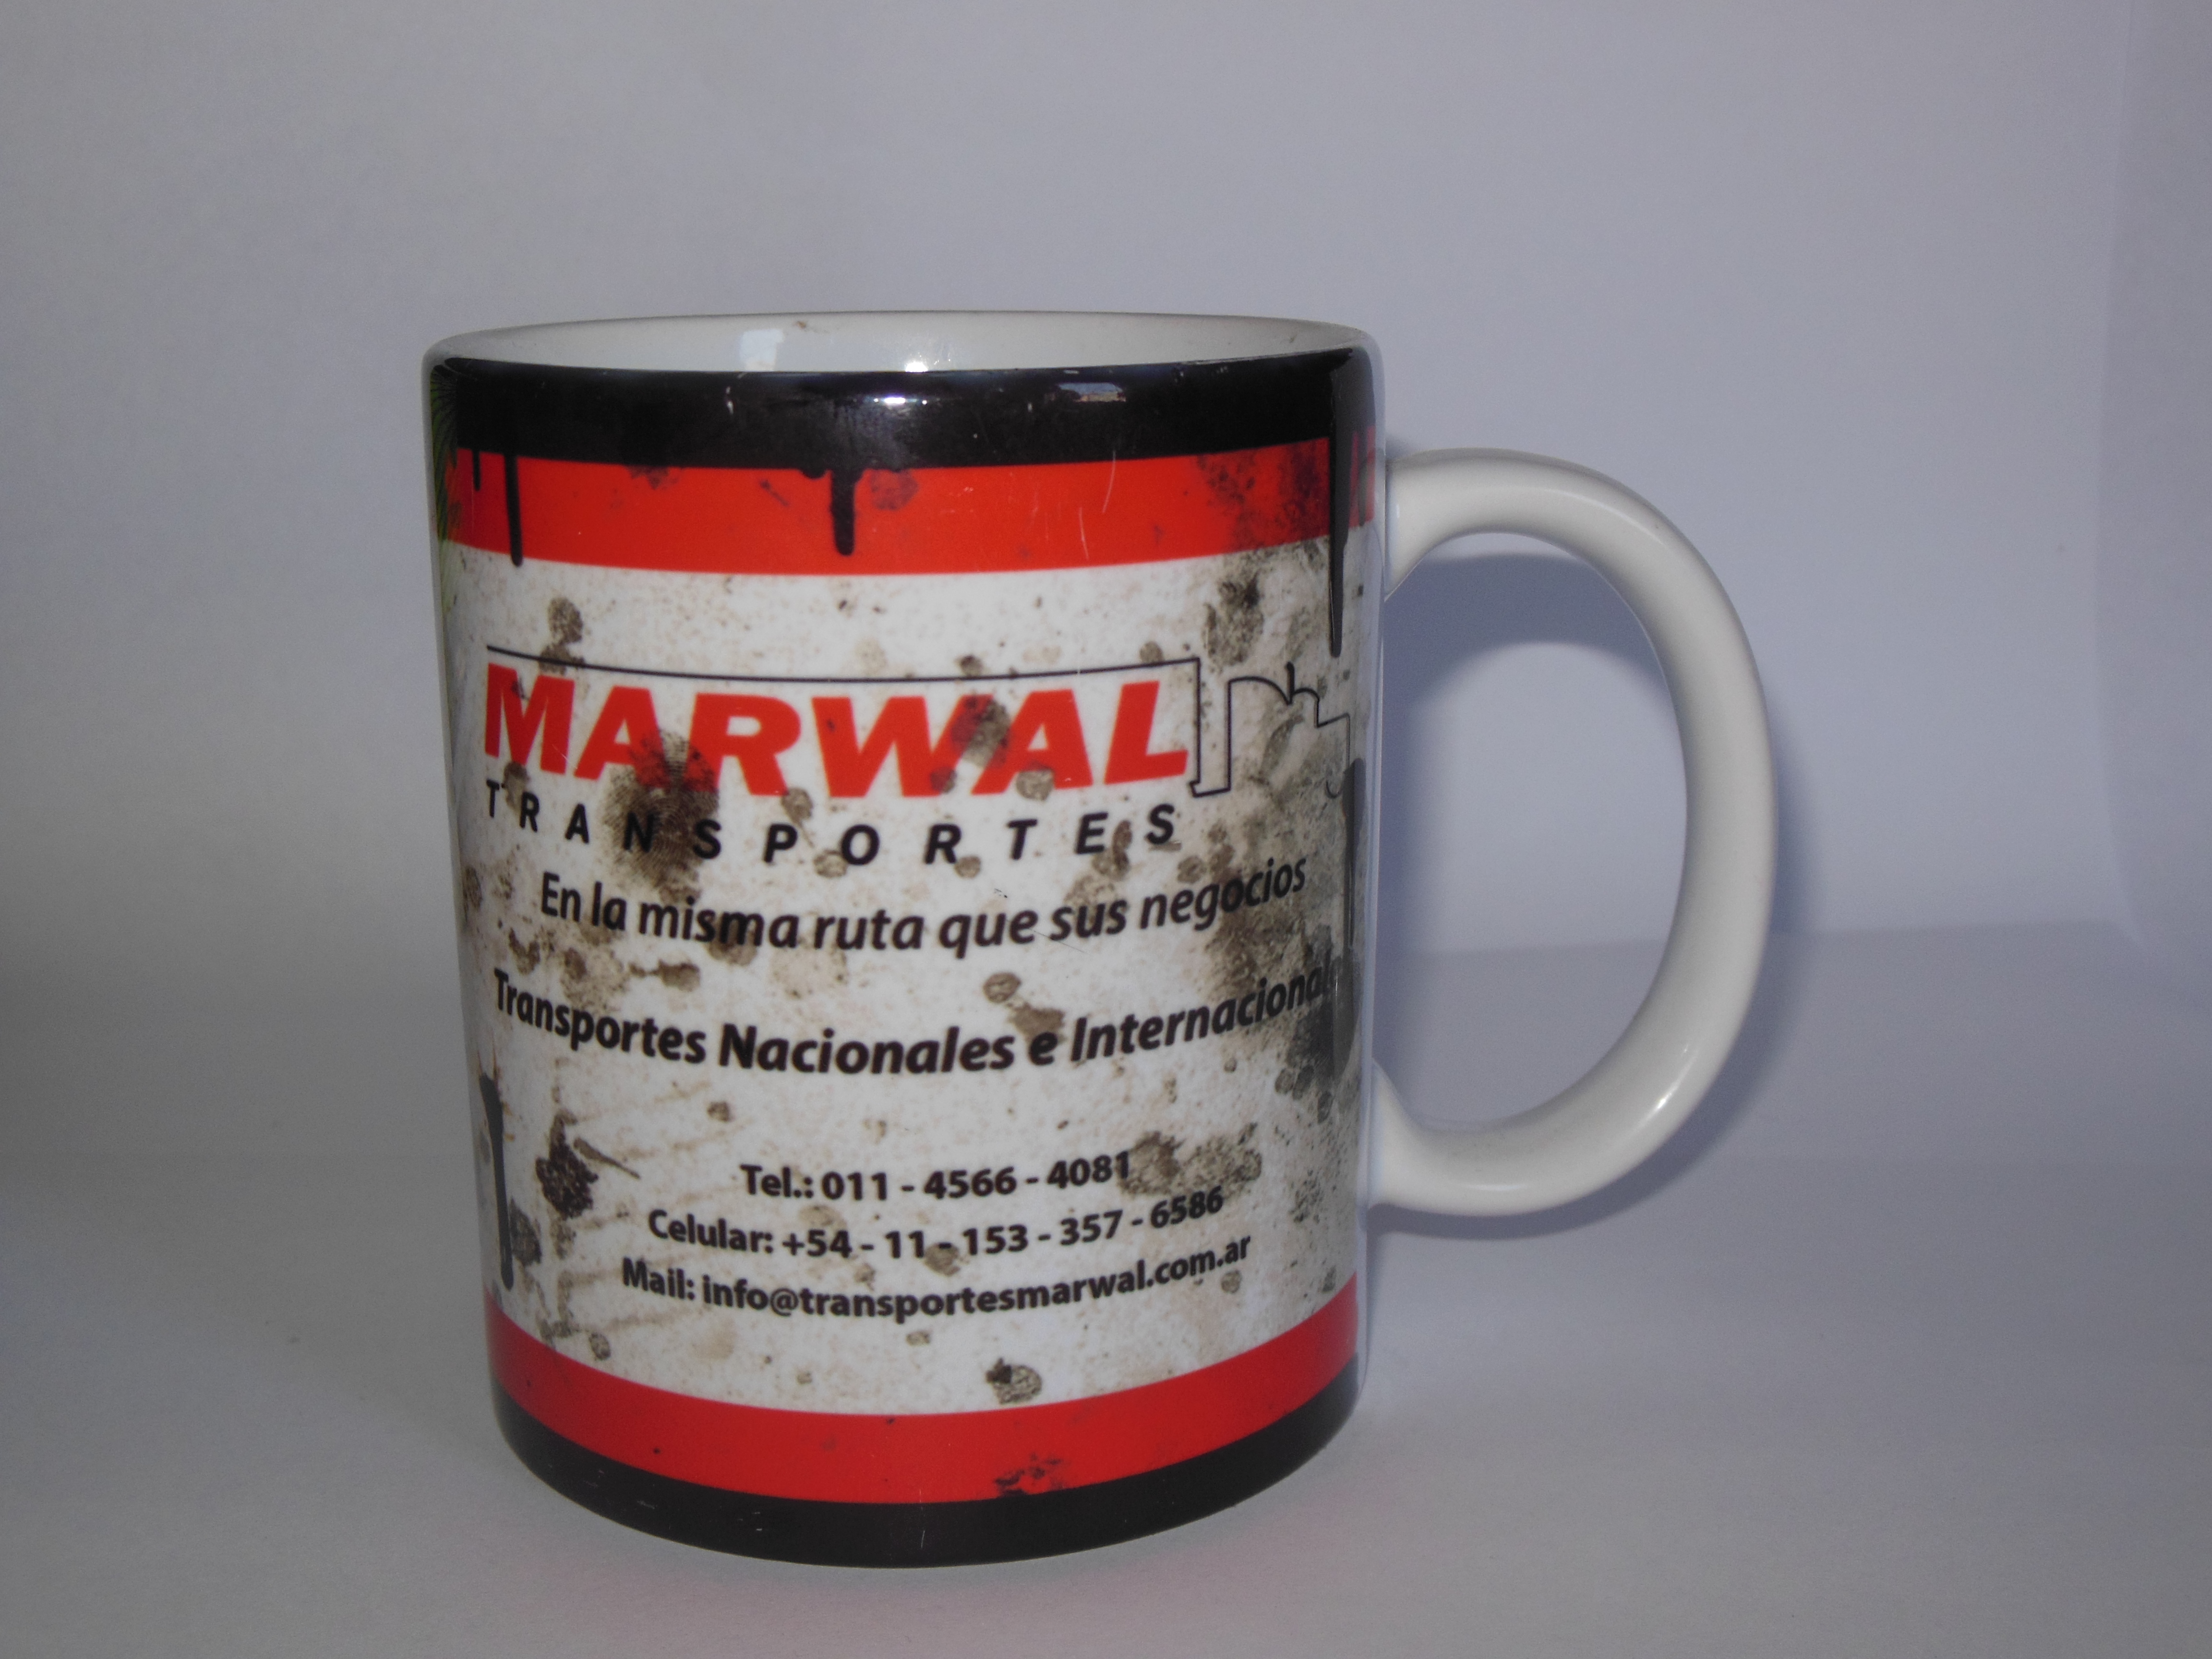 MARWAL
TRANSPORTES
En la misma ruta que sus negocios
Transportes Nacionales e
Tel.: 011 - 4566 - 4081
Celular: +54 - 11 - 153 - 357 - 6586
Mail: info@transportesmarwal.com.ar